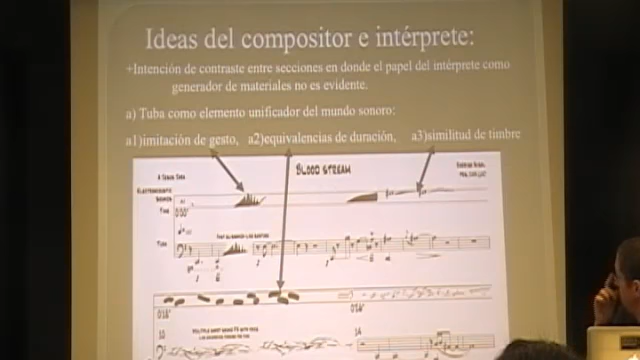 Ideas del compositor e intérprete:
+Intención de contraste entre secciones en donde el papel del intérprete como
generador de materiales no es evidente.
a) Tuba como elemento unificador del mundo sonoro:
a1)imitación de gesto, a2)equivalencias de duración, a3)similitud de timbre
BLOOD STREAM
TUBA